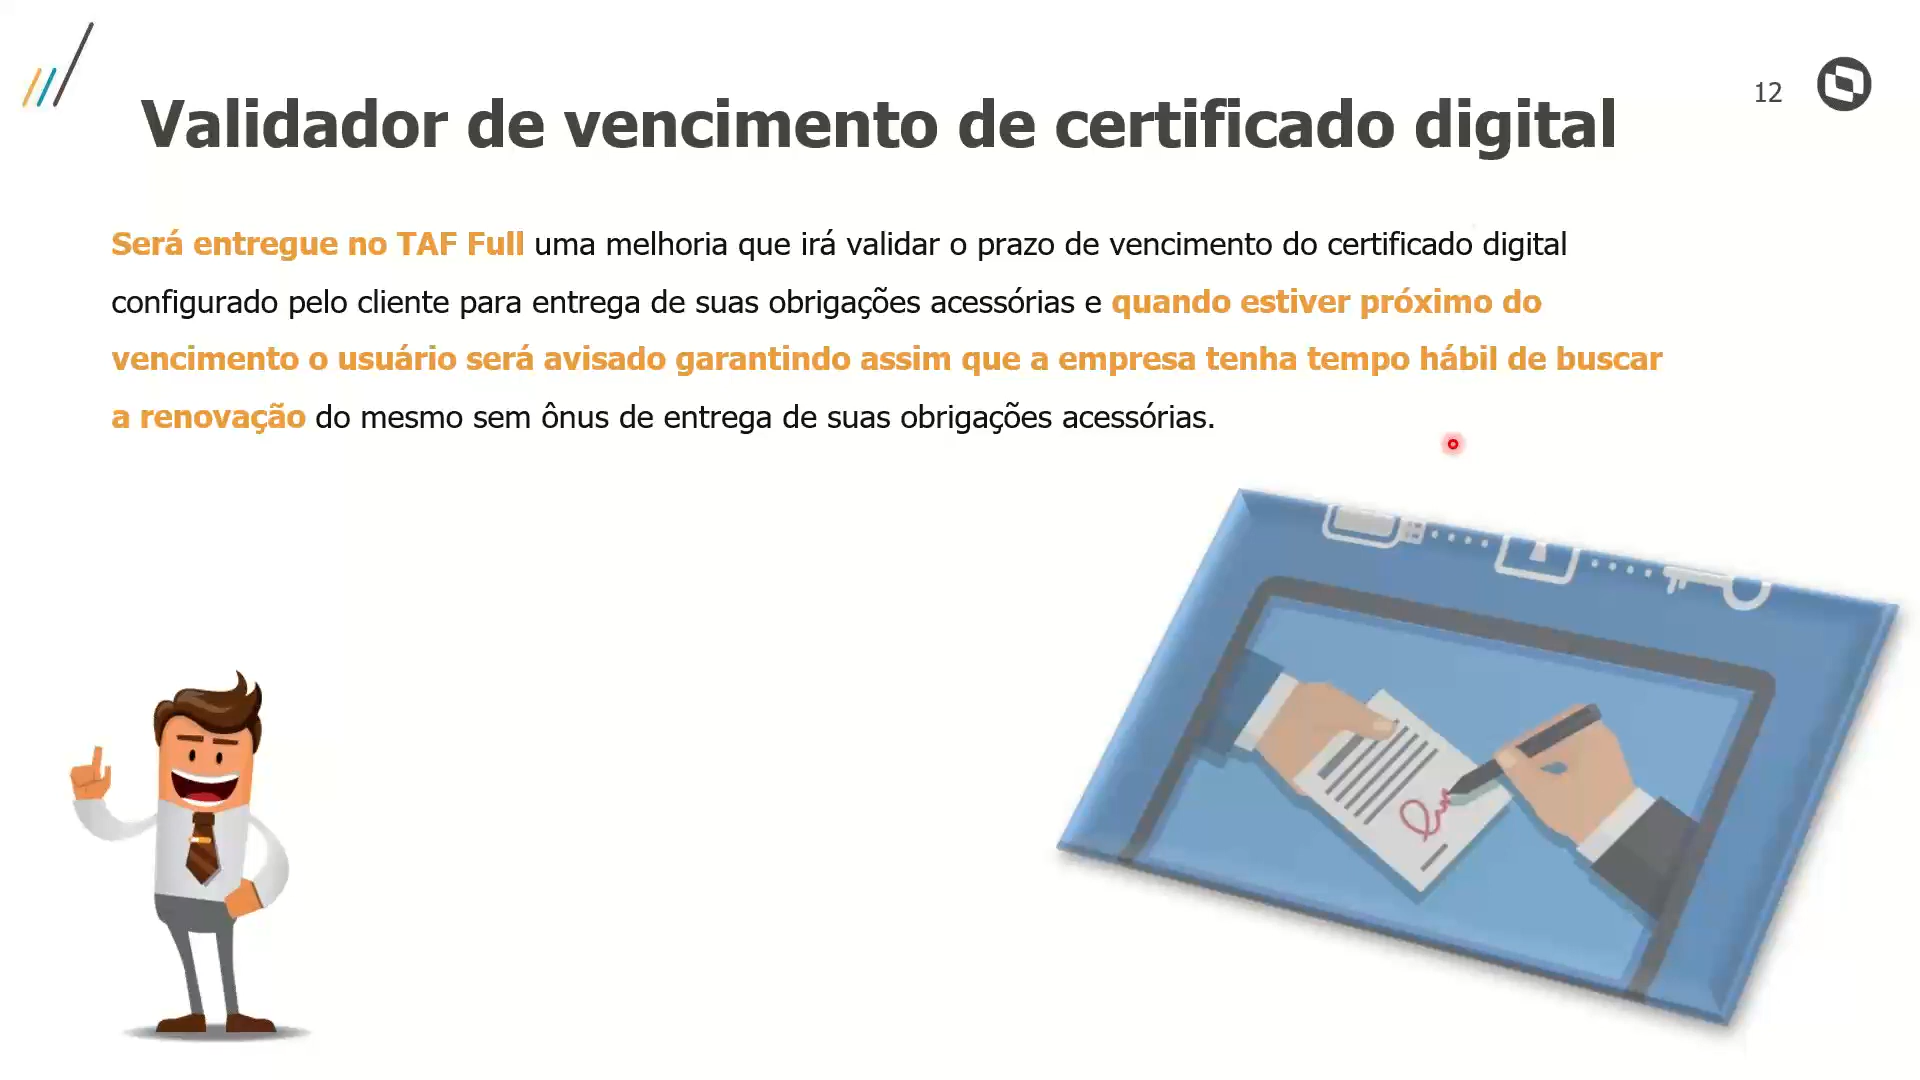 12
Validador de vencimento de certificado digital
Será entregue no TAF Full uma melhoria que irá validar o prazo de vencimento do certificado digital
configurado pelo cliente para entrega de suas obrigações acessórias e quando estiver próximo do
vencimento o usuário será avisado garantindo assim que a empresa tenha tempo hábil de buscar
a renovação do mesmo sem ônus de entrega de suas obrigações acessórias.